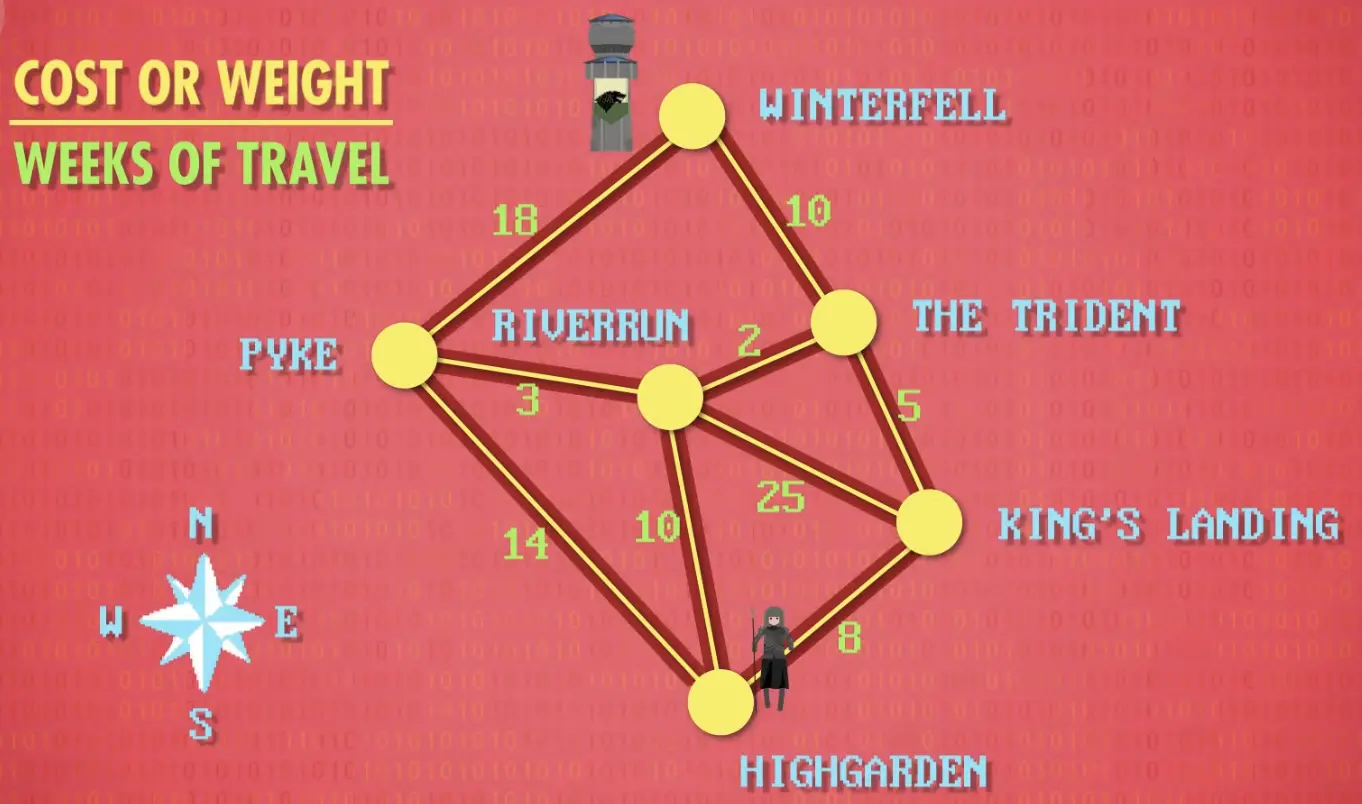 COST OR WEIGHT
WEEKS OF TRAVEL
WINTERFELL
18
10
RIVERRUN
2
THE TRIDENT
PYKE
3
5
25
10
14
KING'S LANDING
N
W
E
S
8
HIGHGARDEN